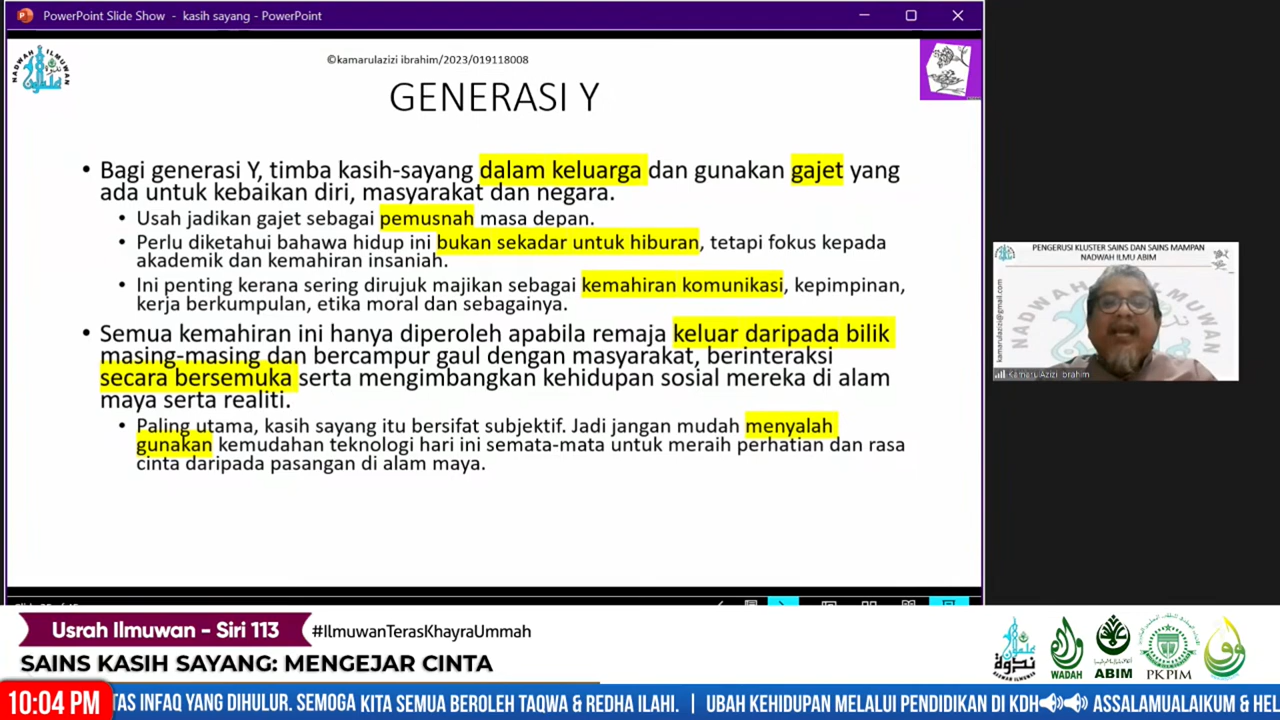 PowerPoint Slide Show - kasih sayang - PowerPoint
NADWAH ILMUWAN
©kamarulazizi ibrahim/2023/019118008
GENERASI Y
• Bagi generasi Y, timba kasih-sayang dalam keluarga dan gunakan gajet yang
ada untuk kebaikan diri, masyarakat dan negara.
• Usah jadikan gajet sebagai pemusnah masa depan.
• Perlu diketahui bahawa hidup ini bukan sekadar untuk hiburan, tetapi fokus kepada
akademik dan kemahiran insaniah.
• Ini penting kerana sering dirujuk majikan sebagai kemahiran komunikasi, kepimpinan,
kerja berkumpulan, etika moral dan sebagainya.
• Semua kemahiran ini hanya diperoleh apabila remaja keluar daripada bilik
masing-masing dan bercampur gaul dengan masyarakat, berinteraksi
secara bersemuka serta mengimbangkan kehidupan sosial mereka di alam
maya serta realiti.
• Paling utama, kasih sayang itu bersifat subjektif. Jadi jangan mudah menyalah
gunakan kemudahan teknologi hari ini semata-mata untuk meraih perhatian dan rasa
cinta daripada pasangan di alam maya.
PENGERUSI KLUSTER SAINS DAN SAINS MAMPAN
NADWAH ILMU ABIM
kamarulazizi@gmail.com
KamarulAzizi Ibrahim
Usrah Ilmuwan - Siri 113
#IlmuwanTerasKhayraUmmah
SAINS KASIH SAYANG: MENGEJAR CINTA
WADAH
ABIM
PKPIM
10:04 PM
TAS INFAQ YANG DIHULUR. SEMOGA KITA SEMUA BEROLEH TAQWA & REDHA ILAHI. | UBAH KEHIDUPAN MELALUI PENDIDIKAN DI KDH ASSALAMUALAIKUM & HEL